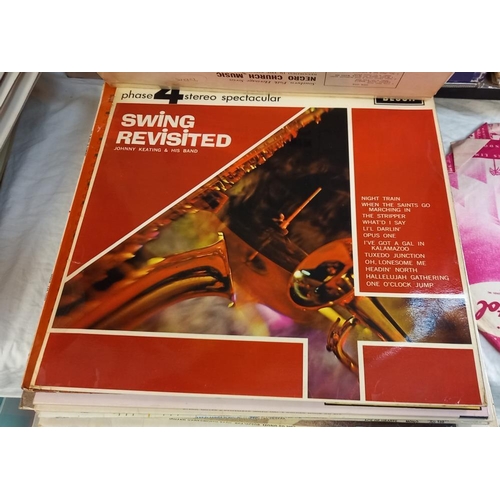 NEGRO CHURCH MUSIC
phase 4 stereo spectacular
DECCA
SWiNG
REViSiTED
JOHNNY KEATING & HIS BAND
NIGHT TRAIN
WHEN THE SAINTS GO
MARCHING IN
THE STRIPPER
WHAT'D I SAY
LI'L DARLIN'
OPUS ONE
I'VE GOT A GAL IN
KALAMAZOO
TUXEDO JUNCTION
OH, LONESOME ME
HEADIN' NORTH
HALLELUJAH GATHERING
ONE O'CLOCK JUMP